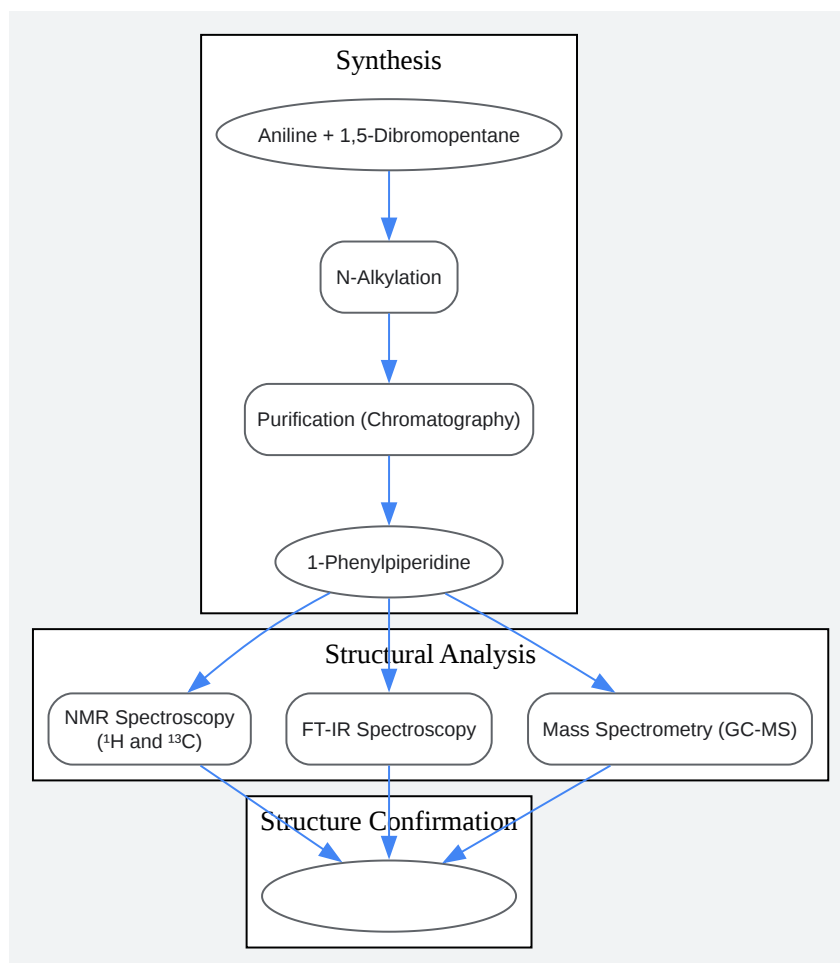 Synthesis
Aniline + 1,5-Dibromopentane
N-Alkylation
Purification (Chromatography)
1-Phenylpiperidine
Structural Analysis
NMR Spectroscopy
(¹H and ¹³C)
FT-IR Spectroscopy
Mass Spectrometry (GC-MS)
Structure Confirmation